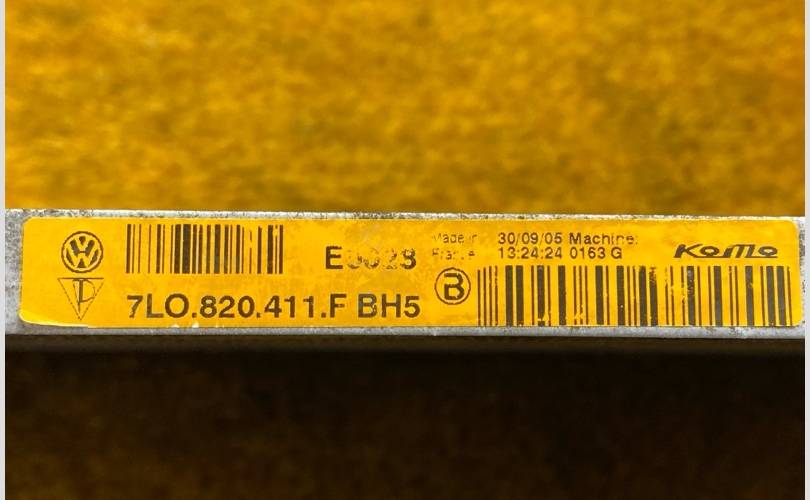 E0028
Made in France
30/09/05 Machine:
13:24:24 0163 G
KoMo
B
7LO.820.411.F BH5